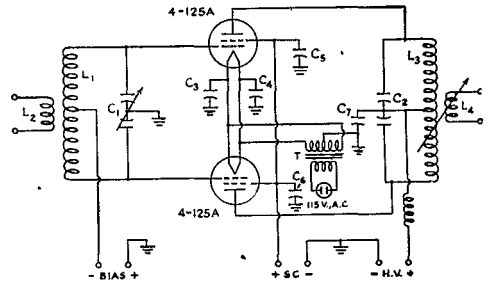 4-125A
L1
L2
C1
C3
C4
C5
L3
C2
C7
L4
T
C6
115 V., A.C
4-125A
- BIAS +
+ SC -
- H.V. +